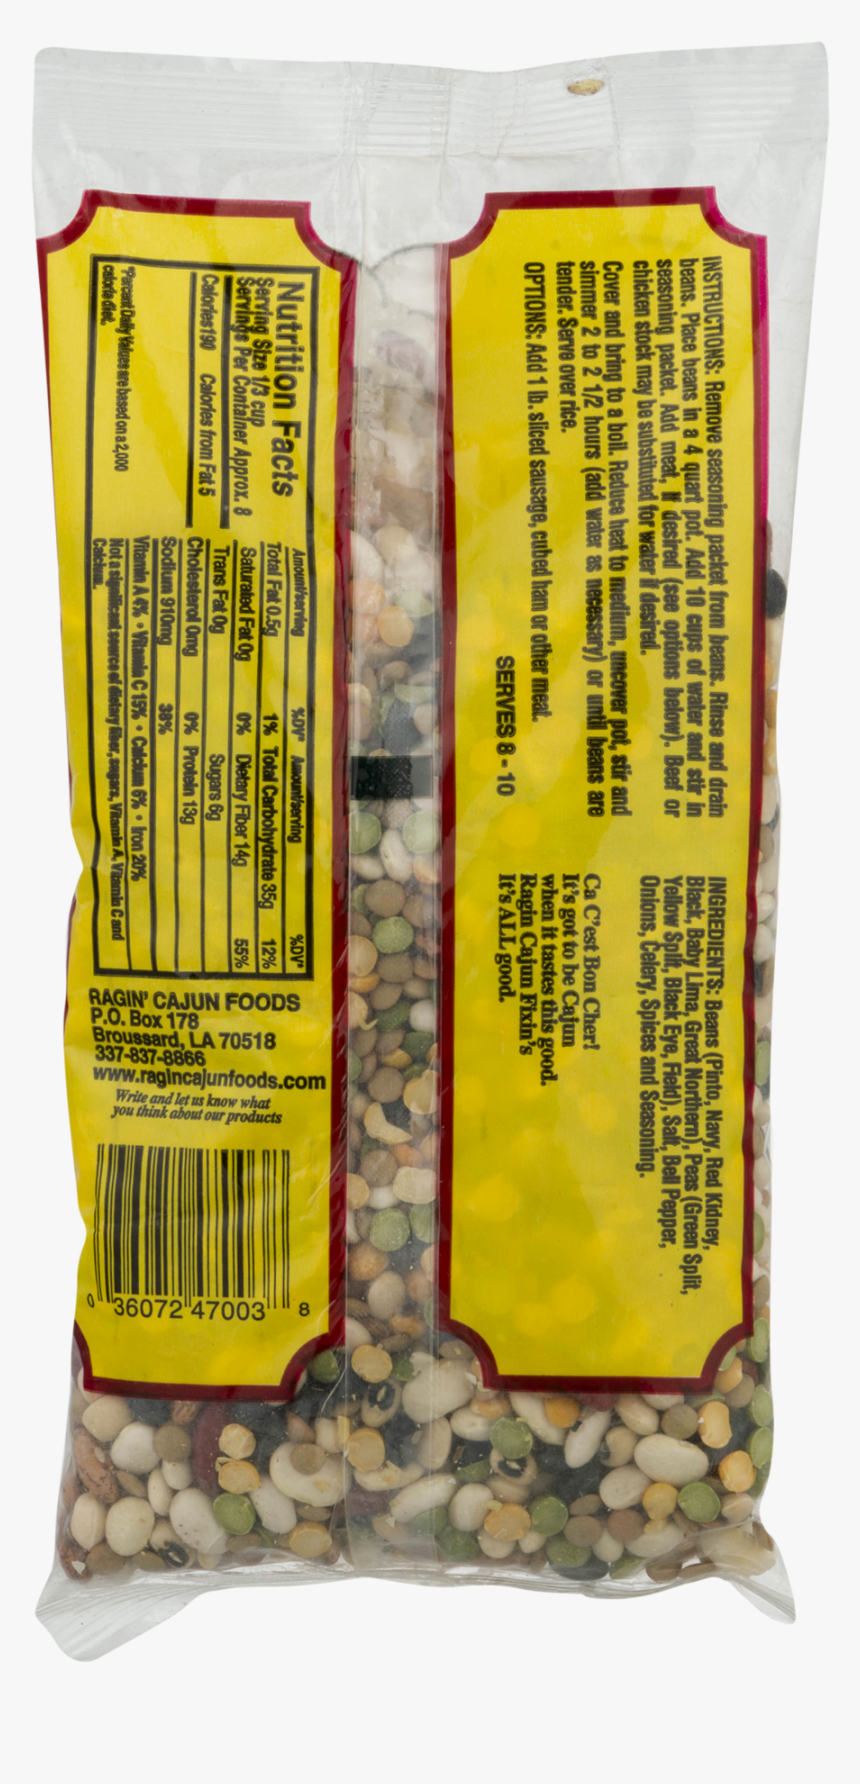 INSTRUCTIONS: Remove seasoning packet from beans. Rinse and drain
beans. Place beans in a 4 quart pot. Add 10 cups of water and stir in
seasoning packet. Add meat, if desired (see options below). Beef or
chicken stock may be substituted for water if desired.
Cover and bring to a boil. Reduce heat to medium, uncover pot, stir and
simmer 2 to 2 1/2 hours (add water as necessary) or until beans are
tender. Serve over rice.
OPTIONS: Add 1 lb. sliced sausage, cubed ham or other meat.
SERVES 8 - 10
INGREDIENTS: Beans (Pinto, Navy, Red Kidney,
Black, Baby Lima, Great Northern), Peas (Green Split,
Yellow Split, Black Eye, Field), Salt, Bell Pepper,
Onions, Celery, Spices and Seasoning.
Ca C'est Bon Cher!
It's got to be Cajun
when it tastes this good.
Ragin Cajun Fixin's
It's ALL good.
Nutrition Facts
Serving Size 1/3 cup
Servings Per Container Approx. 8
Calories 190 Calories from Fat 5
*Percent Daily Values are based on a 2,000
calorie diet.
Amount/serving %DV* Amount/serving %DV*
Total Fat 0.5g 1% Total Carbohydrate 35g 12%
Saturated Fat 0g 0% Dietary Fiber 14g 55%
Trans Fat 0g Sugars 6g
Cholesterol 0mg 0% Protein 13g
Sodium 910mg 38%
Vitamin A 4% • Vitamin C 15% • Calcium 6% • Iron 20%
Not a significant source of dietary fiber, sugars, Vitamin A, Vitamin C and
Calcium.
RAGIN' CAJUN FOODS
P.O. Box 178
Broussard, LA 70518
337-837-8866
www.ragincajunfoods.com
Write and let us know what
you think about our products
0 36072 47003 8